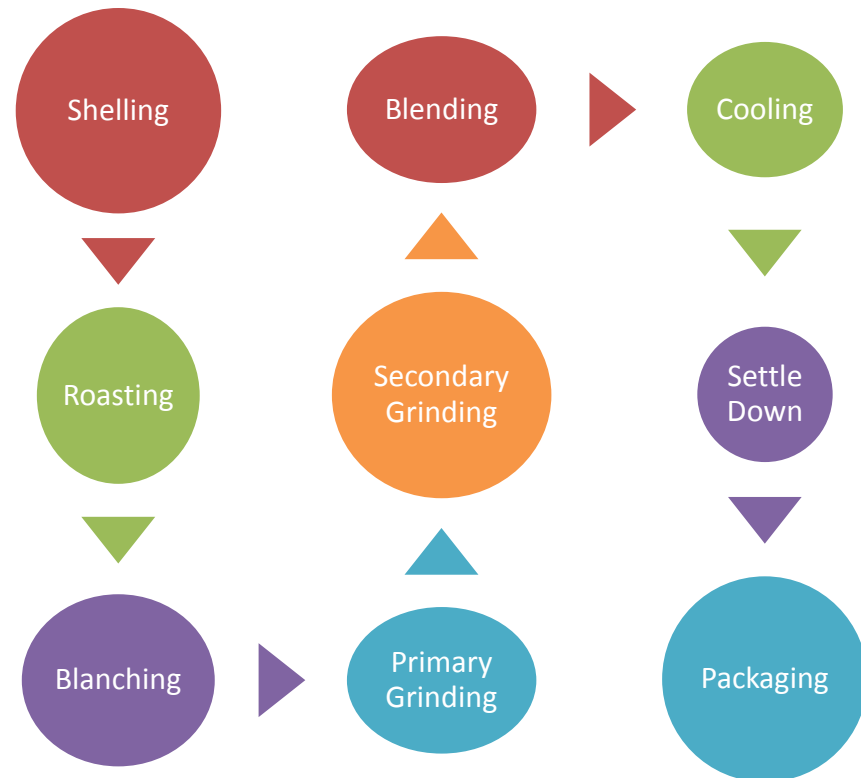 Shelling
Roasting
Blanching
Primary
Grinding
Secondary
Grinding
Blending
Cooling
Settle
Down
Packaging